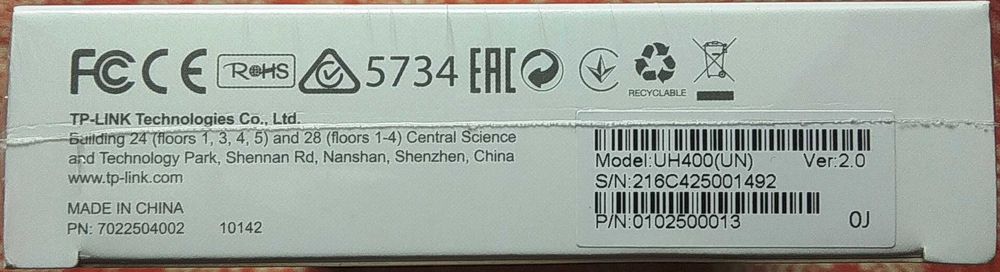 FCC CE RoHS 5734 EAC
RECYCLABLE
TP-LINK Technologies Co., Ltd.
Building 24 (floors 1, 3, 4, 5) and 28 (floors 1-4) Central Science
and Technology Park, Shennan Rd, Nanshan, Shenzhen, China
www.tp-link.com
MADE IN CHINA
PN: 7022504002 10142
Model:UH400(UN) Ver:2.0
S/N:216C425001492
P/N:0102500013 0J